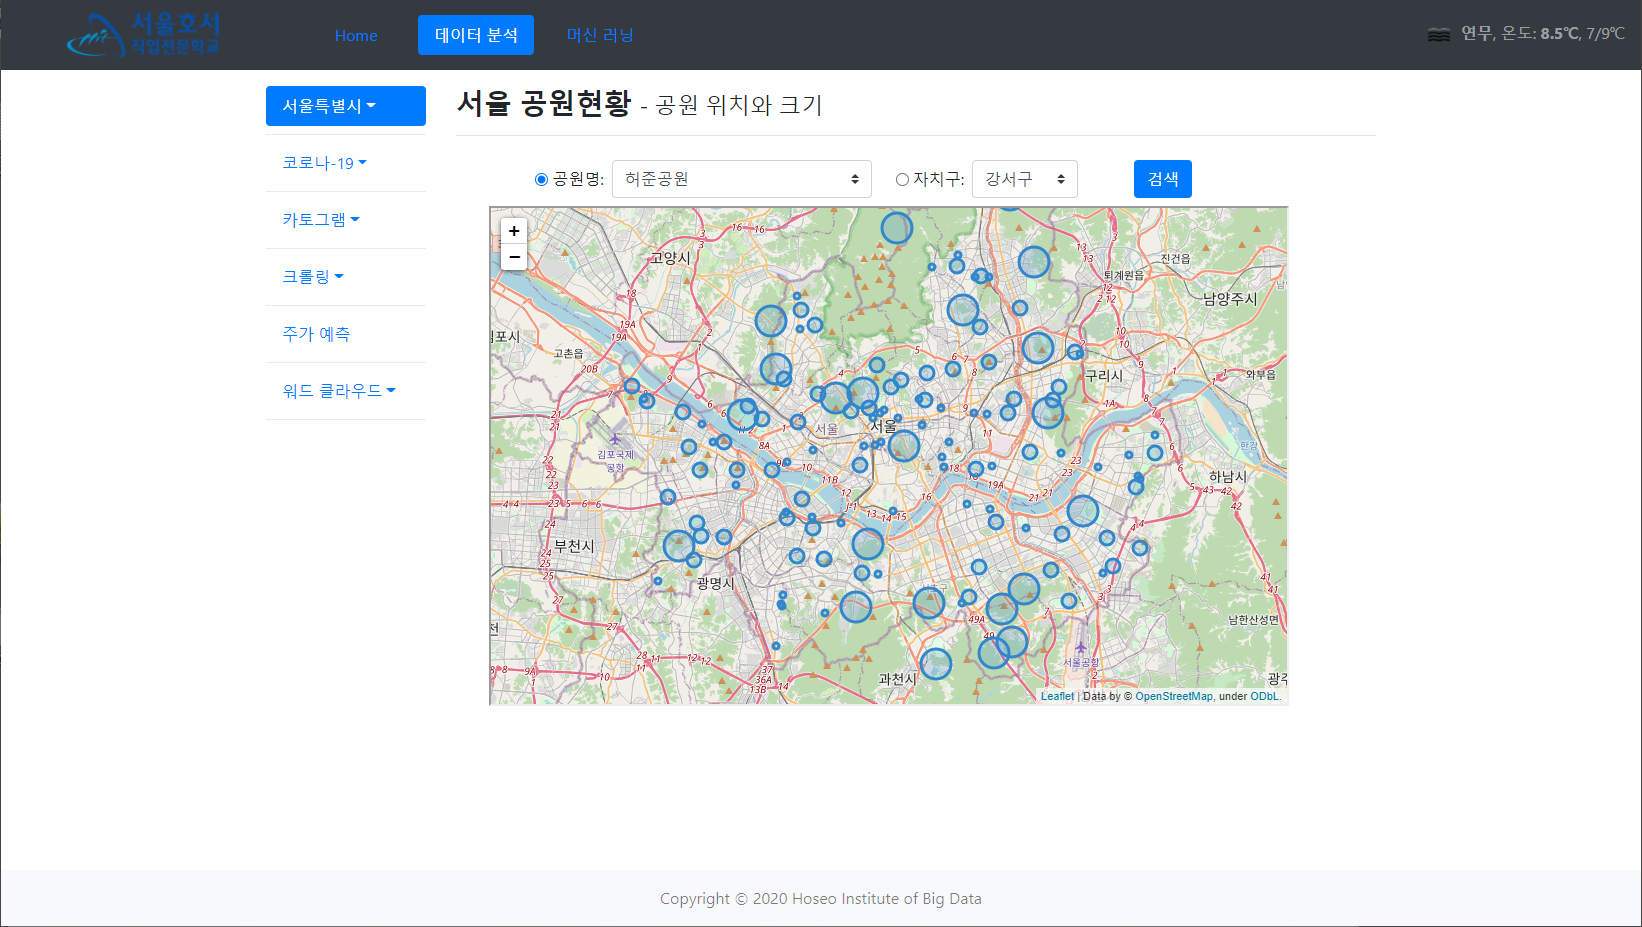 서울호서
직업전문학교
Home
데이터 분석
머신 러닝
연무, 온도: 8.5℃, 7/9℃
서울특별시
코로나-19
카토그램
크롤링
주가 예측
워드 클라우드
서울 공원현황 - 공원 위치와 크기
공원명: 허준공원
자치구: 강서구
검색
+
−
고양시
진건읍
퇴계원읍
남양주시
고촌읍
와부읍
구리시
서울
서울
김포국제
공항
한강
하남시
부천시
광명시
남한산성면
서울공항
과천시
Leaflet | Data by © OpenStreetMap, under ODbL.
Copyright © 2020 Hoseo Institute of Big Data